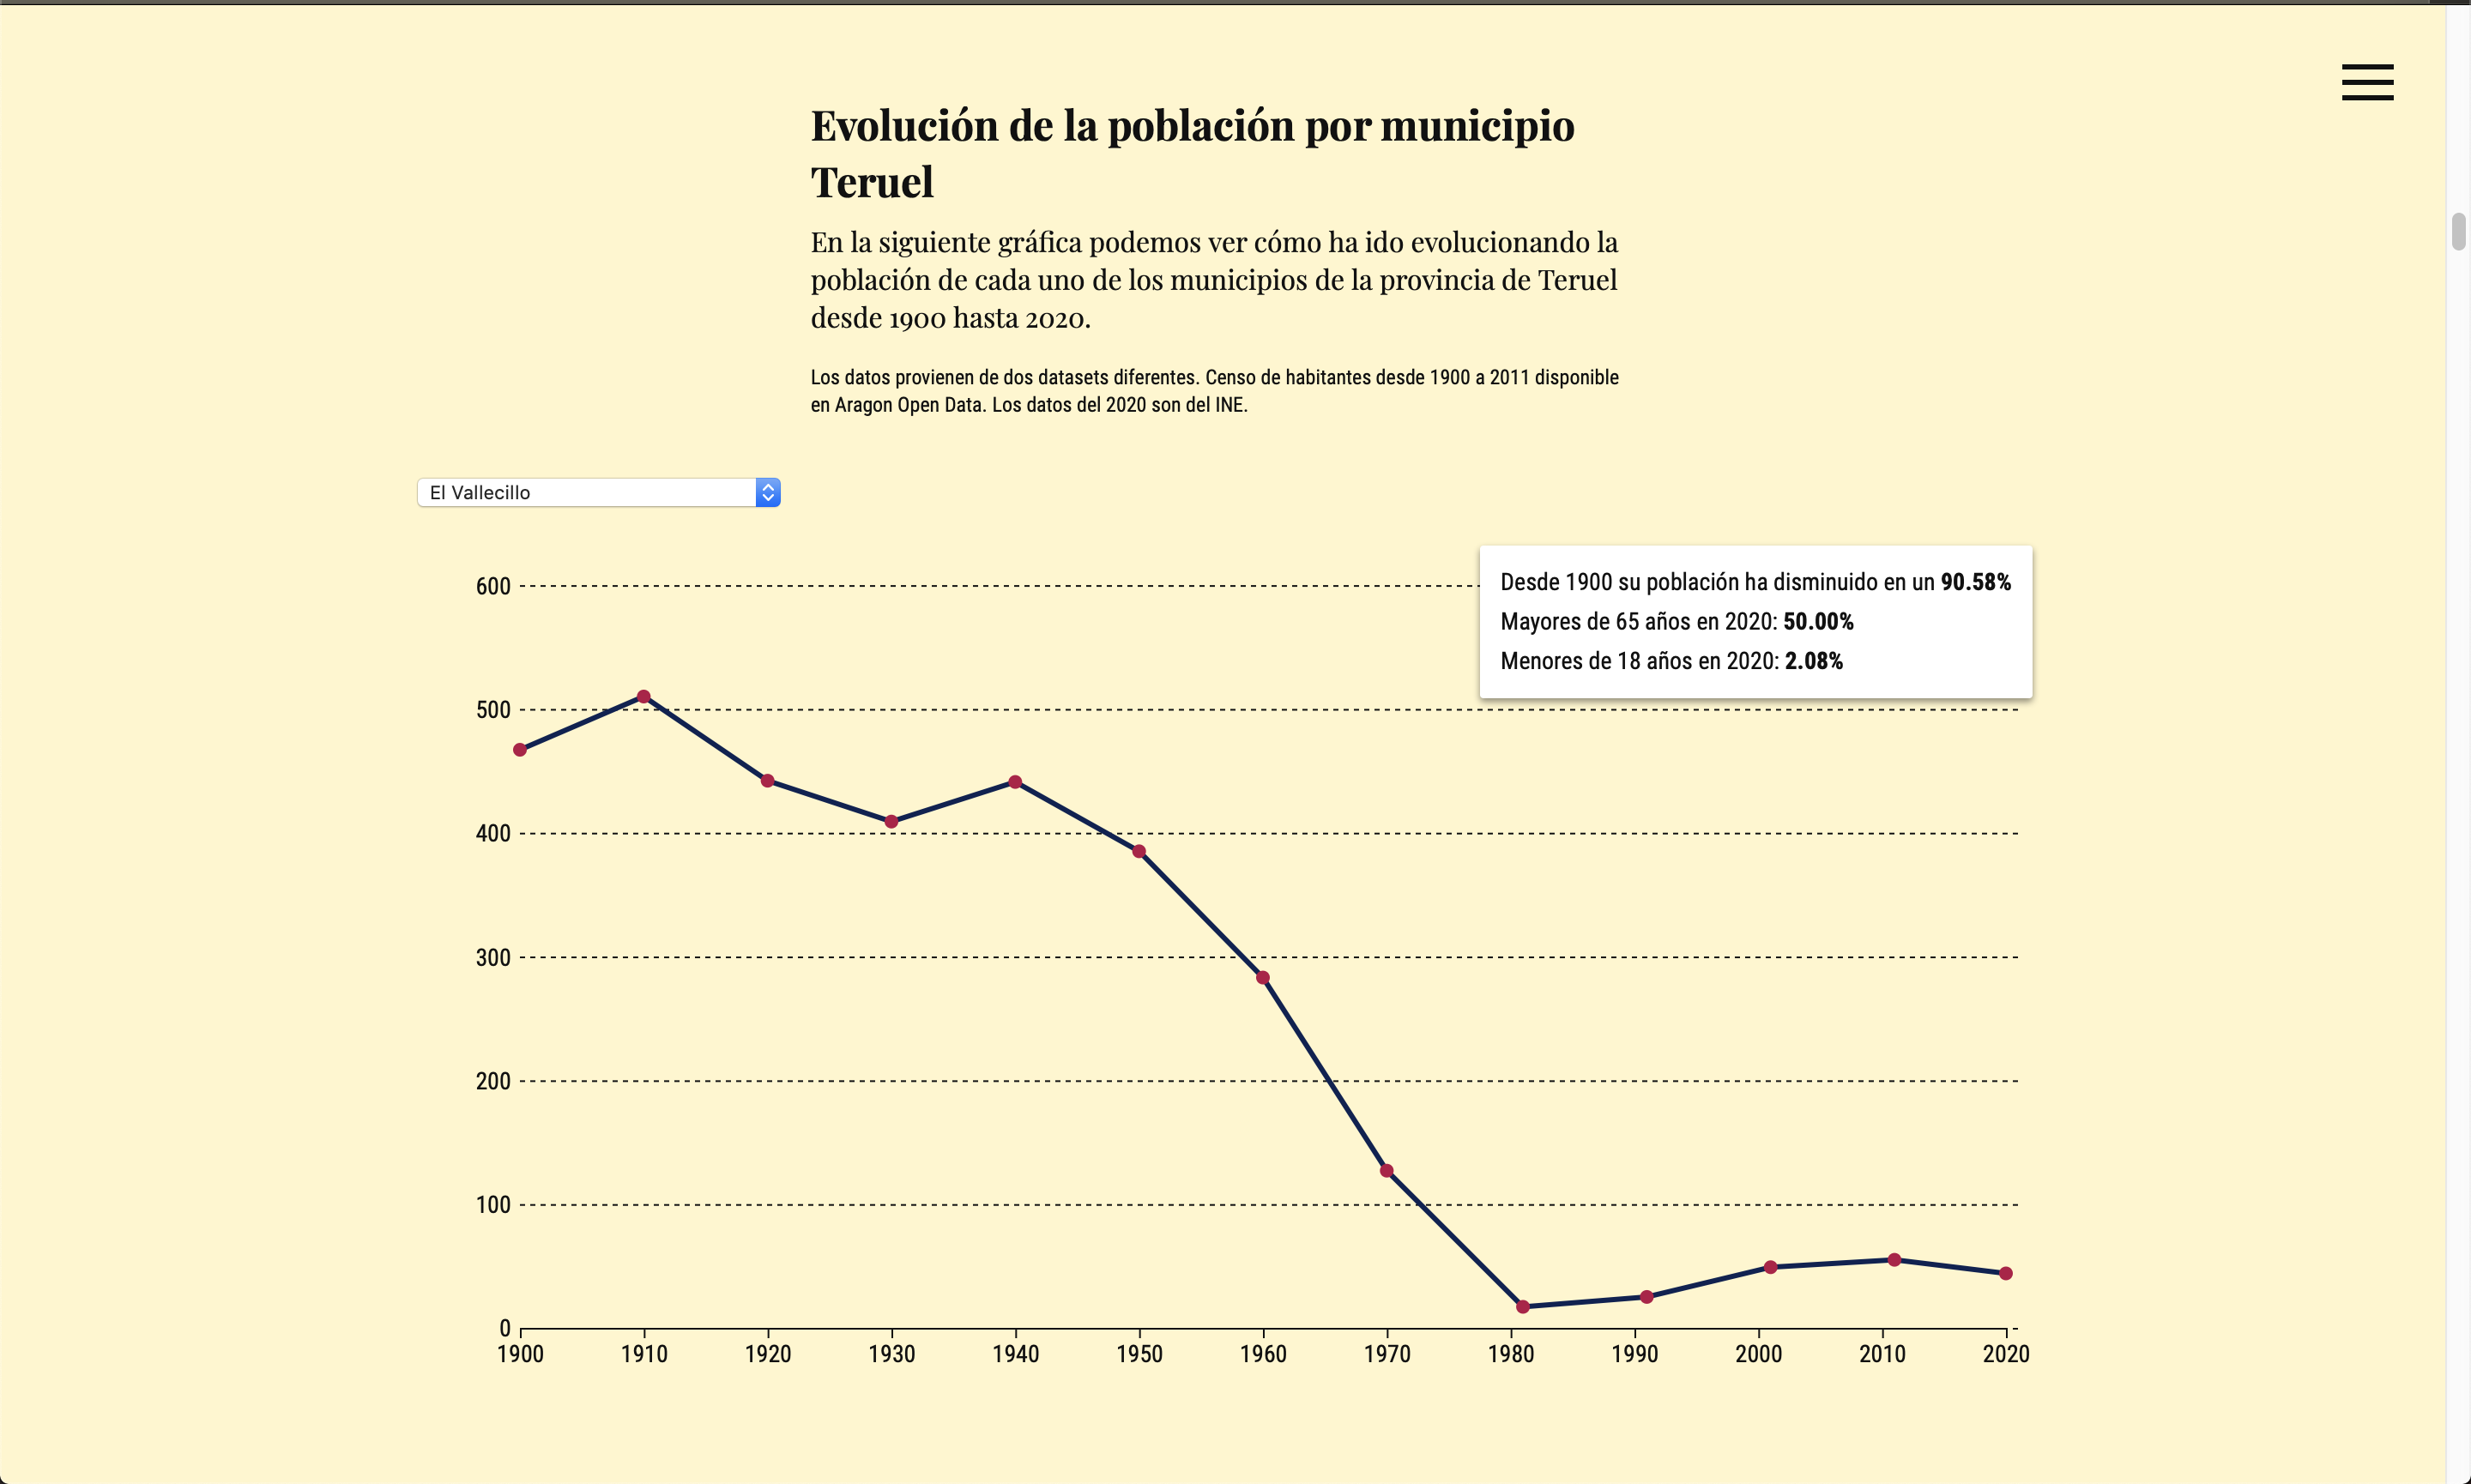 Evolución de la población por municipio
Teruel
En la siguiente gráfica podemos ver cómo ha ido evolucionando la
población de cada uno de los municipios de la provincia de Teruel
desde 1900 hasta 2020.
Los datos provienen de dos datasets diferentes. Censo de habitantes desde 1900 a 2011 disponible
en Aragon Open Data. Los datos del 2020 son del INE.
El Vallecillo
Desde 1900 su población ha disminuido en un 90.58%
Mayores de 65 años en 2020: 50.00%
Menores de 18 años en 2020: 2.08%
600
500
400
300
200
100
0
1900 1910 1920 1930 1940 1950 1960 1970 1980 1990 2000 2010 2020